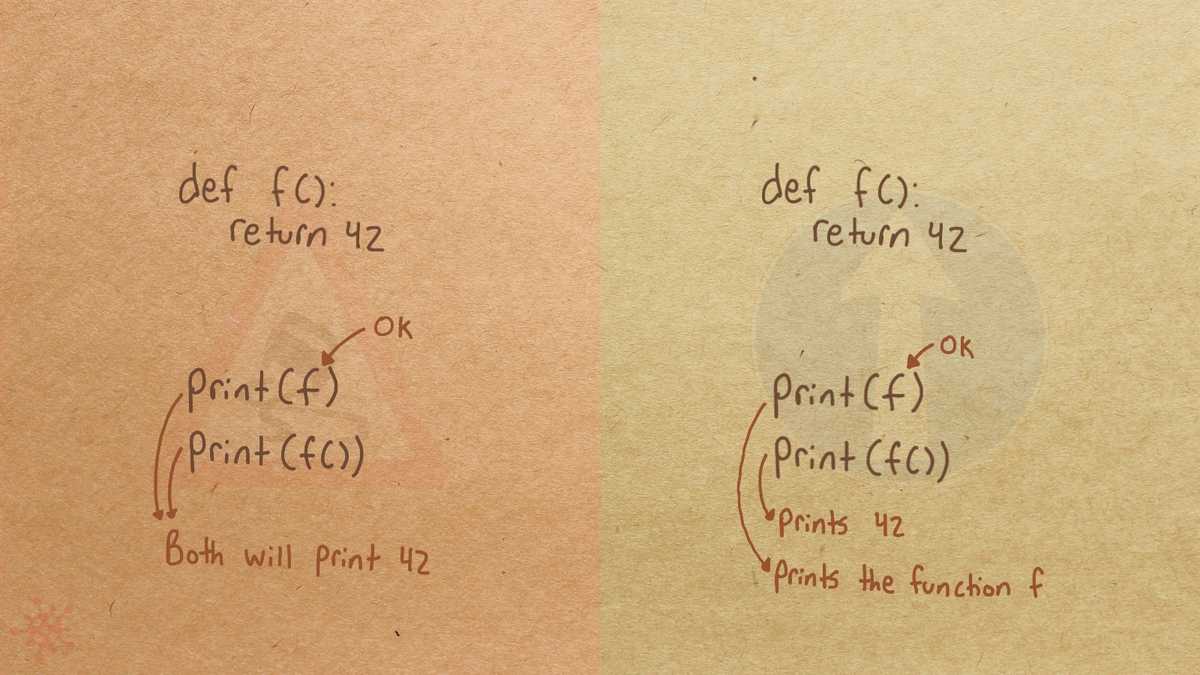 def f():
return 42
OK
print(f)
print(f())
Both will print 42
def f():
return 42
OK
print(f)
print(f())
Prints 42
Prints the function f